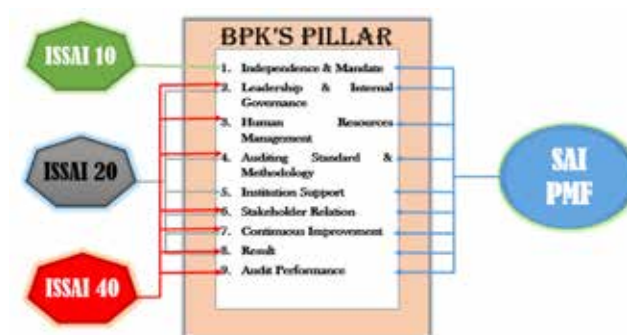 BPK'S PILLAR
ISSAI 10
ISSAI 20
ISSAI 40
1. Independence & Mandate
2. Leadership & Internal
Governance
3. Human Resources
Management
4. Auditing Standard &
Methodology
5. Institution Support
6. Stakeholder Relation
7. Continuous Improvement
8. Result
9. Audit Performance
SAI
PMF